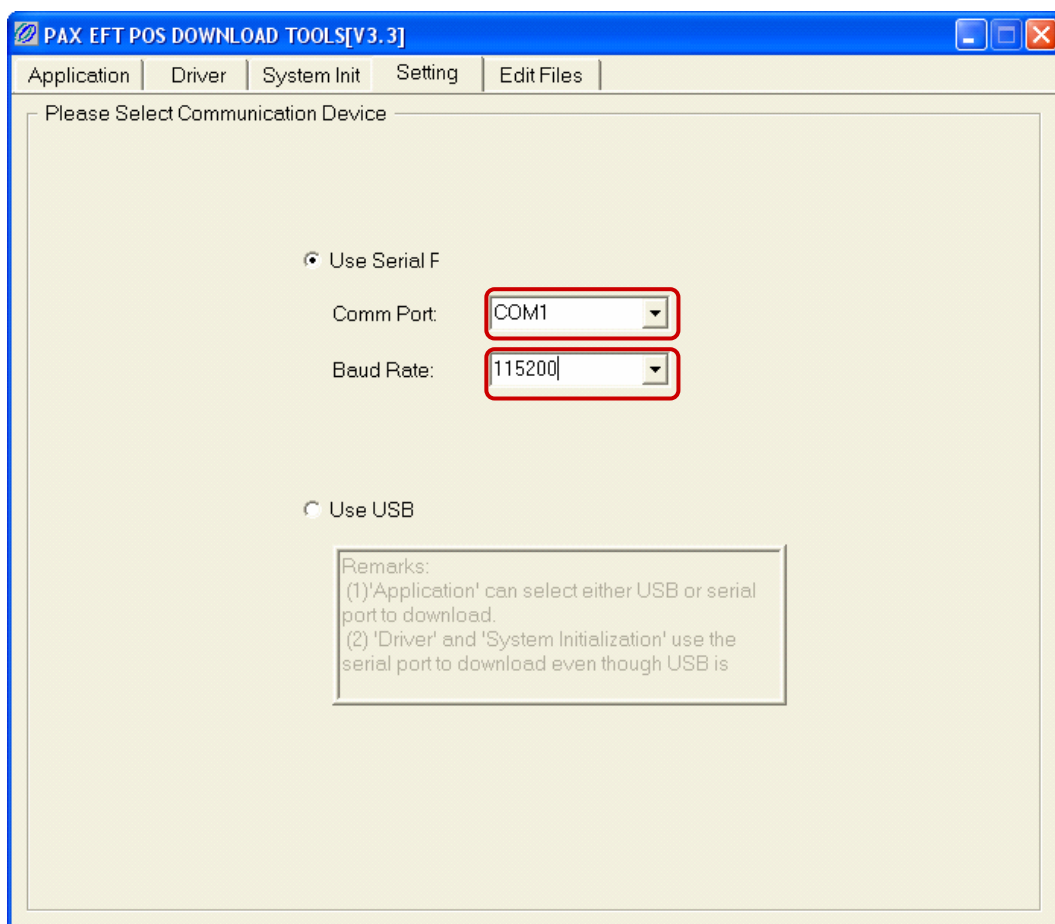 PAX EFT POS DOWNLOAD TOOLS[V3.3]
Application Driver System Init Setting Edit Files
Please Select Communication Device
Use Serial F
Comm Port: COM1
Baud Rate: 115200
Use USB
Remarks:
(1)'Application' can select either USB or serial
port to download.
(2) 'Driver' and 'System Initialization' use the
serial port to download even though USB is